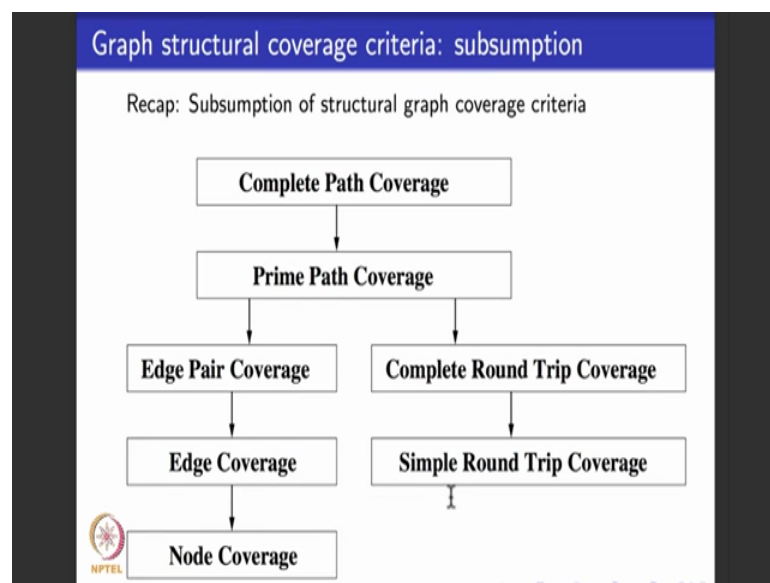 Graph structural coverage criteria: subsumption
Recap: Subsumption of structural graph coverage criteria
Complete Path Coverage
Prime Path Coverage
Edge Pair Coverage
Complete Round Trip Coverage
Edge Coverage
Simple Round Trip Coverage
Node Coverage
NPTEL